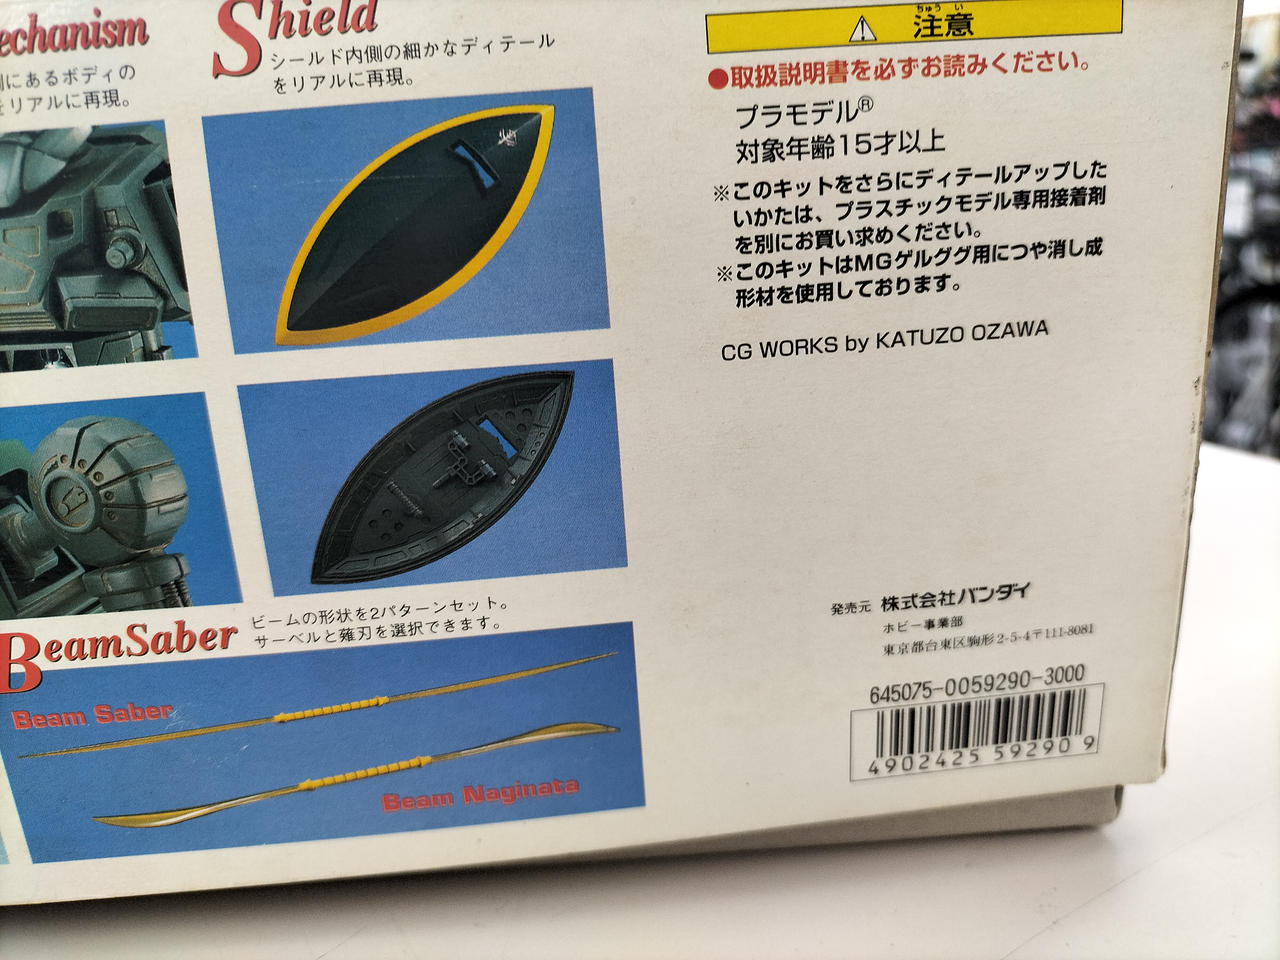 echanism
側にあるボディの
をリアルに再現。
Shield
シールド内側の細かなディテール
をリアルに再現。
BeamSaber
ビームの形状を2パターンセット。
サーベルと薙刃を選択できます。
Beam Saber
Beam Naginata
ちゅう い
注意
●取扱説明書を必ずお読みください。
プラモデル®
対象年齢15才以上
※このキットをさらにディテールアップした
いかたは、プラスチックモデル専用接着剤
を別にお買い求めください。
※このキットはMGゲルググ用につや消し成
形材を使用しております。
CG WORKS by KATUZO OZAWA
発売元 株式会社バンダイ
ホビー事業部
東京都台東区駒形2-5-4〒111-8081
645075-0059290-3000
4902425 59290 9